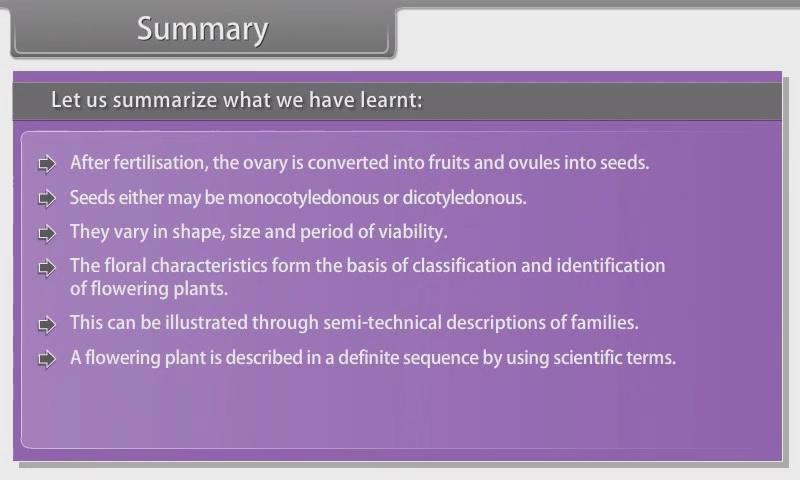 Summary
Let us summarize what we have learnt:
After fertilisation, the ovary is converted into fruits and ovules into seeds.
Seeds either may be monocotyledonous or dicotyledonous.
They vary in shape, size and period of viability.
The floral characteristics form the basis of classification and identification
of flowering plants.
This can be illustrated through semi-technical descriptions of families.
A flowering plant is described in a definite sequence by using scientific terms.